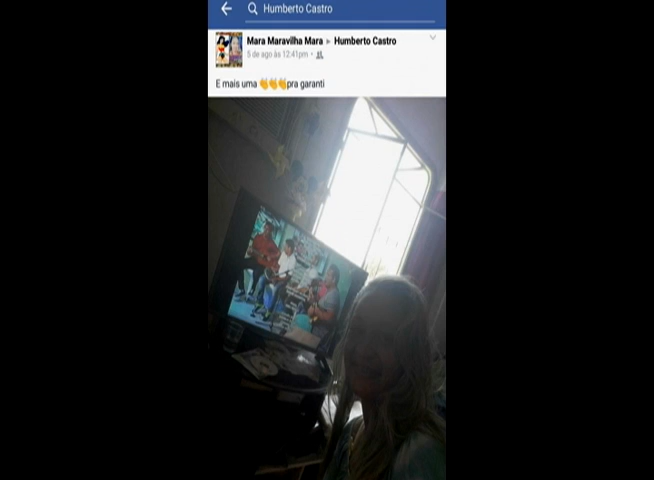 Humberto Castro
Mara Maravilha Mara ▸ Humberto Castro
5 de ago às 12:41pm •
E mais uma 👏👏👏pra garanti